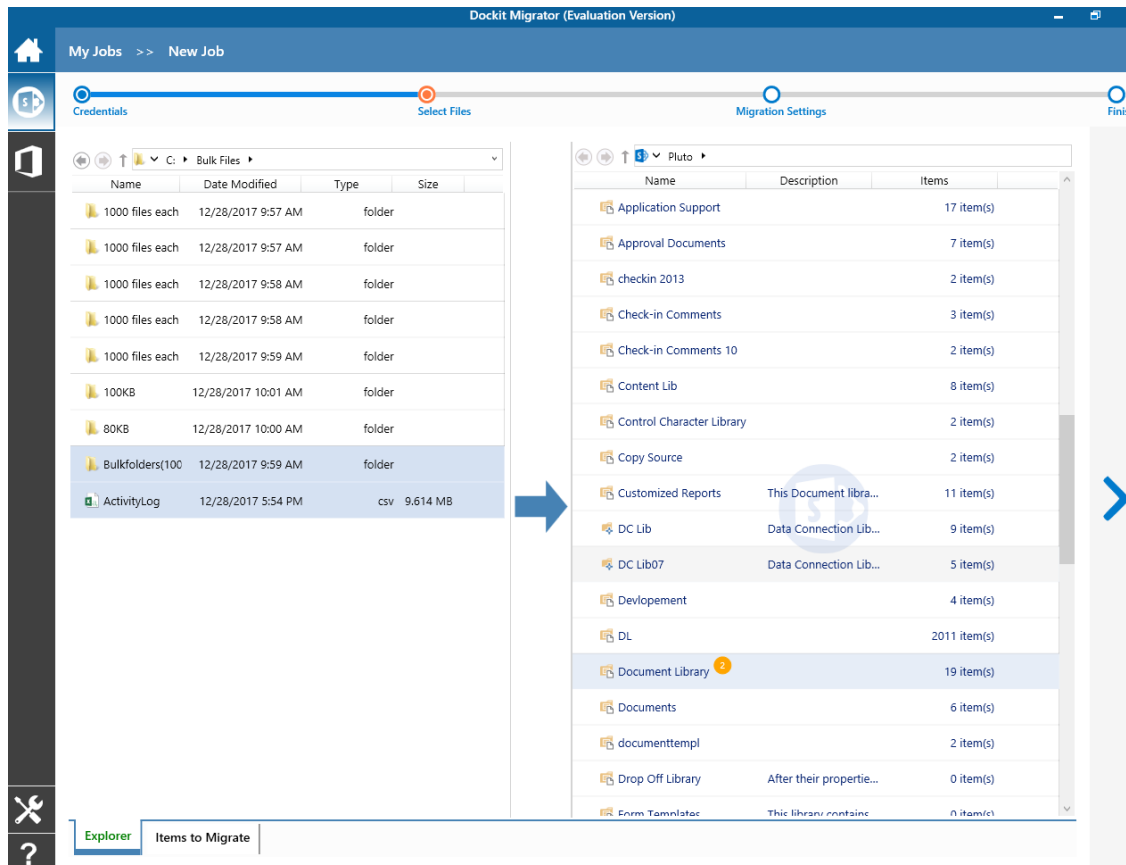 Dockit Migrator (Evaluation Version)
My Jobs >> New Job
Credentials Select Files Migration Settings
C: Bulk Files
Name Date Modified Type Size
1000 files each 12/28/2017 9:57 AM folder
1000 files each 12/28/2017 9:57 AM folder
1000 files each 12/28/2017 9:58 AM folder
1000 files each 12/28/2017 9:58 AM folder
1000 files each 12/28/2017 9:59 AM folder
100KB 12/28/2017 10:01 AM folder
80KB 12/28/2017 10:00 AM folder
Bulkfolders(100 12/28/2017 9:59 AM folder
ActivityLog 12/28/2017 5:54 PM csv 9.614 MB
Pluto
Name Description Items
Application Support 17 item(s)
Approval Documents 7 item(s)
checkin 2013 2 item(s)
Check-in Comments 3 item(s)
Check-in Comments 10 2 item(s)
Content Lib 8 item(s)
Control Character Library 2 item(s)
Copy Source 2 item(s)
Customized Reports This Document libra... 11 item(s)
DC Lib Data Connection Lib... 9 item(s)
DC Lib07 Data Connection Lib... 5 item(s)
Devlopement 4 item(s)
DL 2011 item(s)
Document Library 2 19 item(s)
Documents 6 item(s)
documenttempl 2 item(s)
Drop Off Library After their propertie... 0 item(s)
Form Templates This library contains 0 item(s)
Explorer Items to Migrate
?